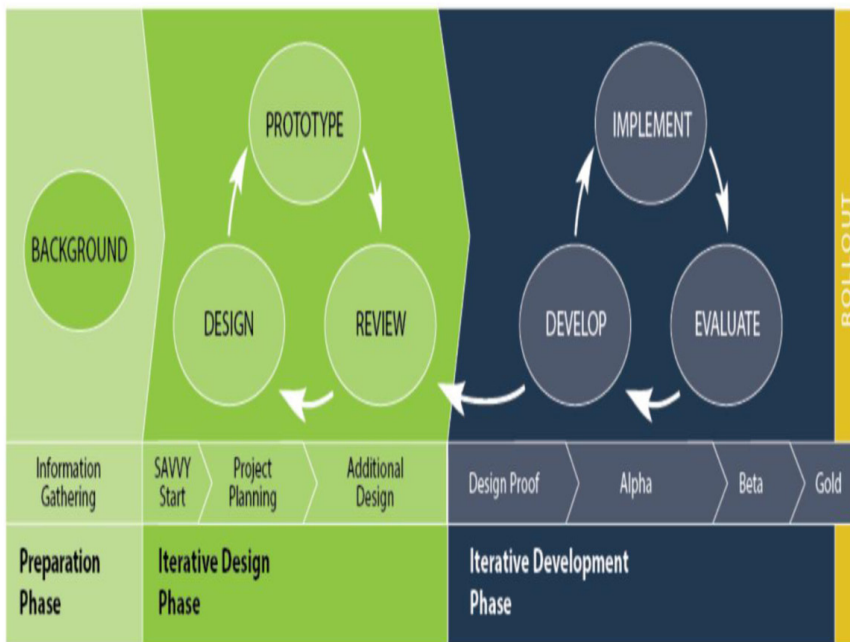 PROTOTYPE
IMPLEMENT
BACKGROUND
DESIGN
REVIEW
DEVELOP
EVALUATE
ROLLOUT
Information
Gathering
SAVVY
Start
Project
Planning
Additional
Design
Design Proof
Alpha
Beta
Gold
Preparation
Phase
Iterative Design
Phase
Iterative Development
Phase